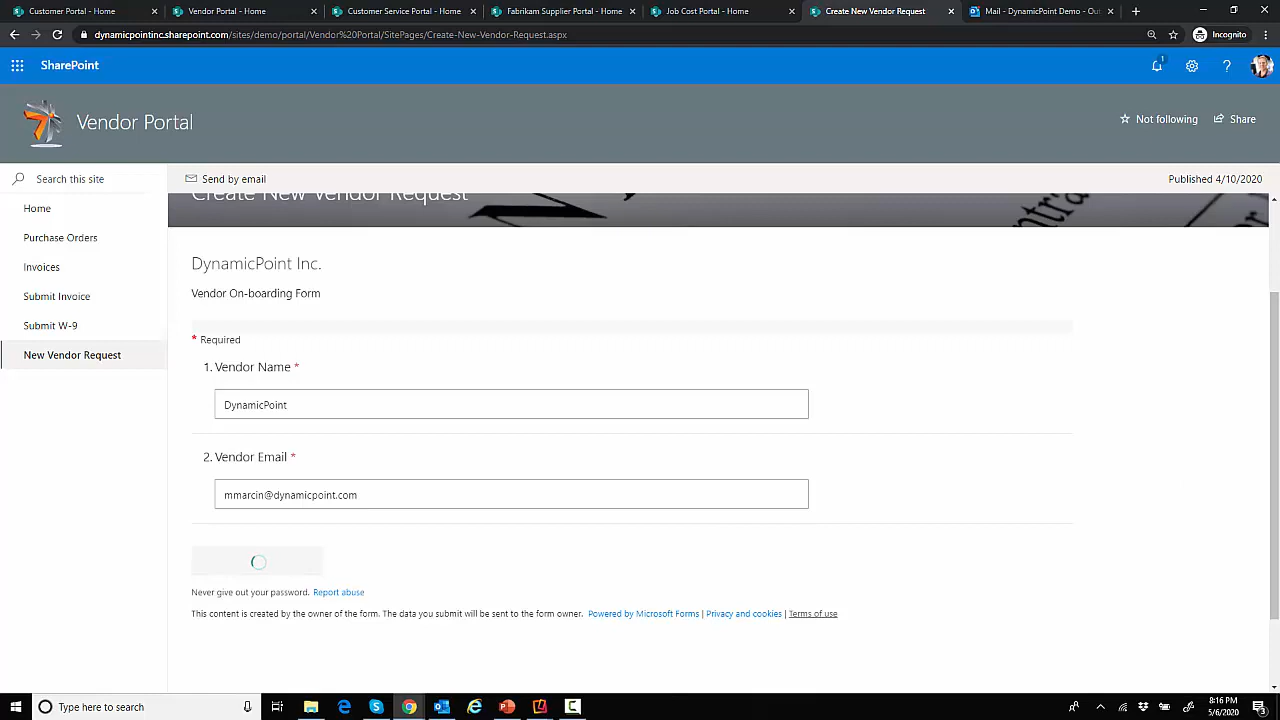 Customer Portal - Home
Vendor Portal - Home
Customer Service Portal - Home
Fabrikam Supplier Portal - Home
Job Cost Portal - Home
Create New Vendor Request
Mail - DynamicPoint Demo - Out
dynamicpointinc.sharepoint.com/sites/demo/portal/Vendor%20Portal/SitePages/Create-New-Vendor-Request.aspx
Incognito
SharePoint
1
?
Vendor Portal
Not following
Share
Search this site
Send by email
Published 4/10/2020
Create New Vendor Request
Home
Purchase Orders
Invoices
Submit Invoice
Submit W-9
New Vendor Request
DynamicPoint Inc.
Vendor On-boarding Form
* Required
1. Vendor Name *
DynamicPoint
2. Vendor Email *
mmarcin@dynamicpoint.com
Never give out your password. Report abuse
This content is created by the owner of the form. The data you submit will be sent to the form owner. Powered by Microsoft Forms | Privacy and cookies | Terms of use
Type here to search
8:16 PM
5/6/2020